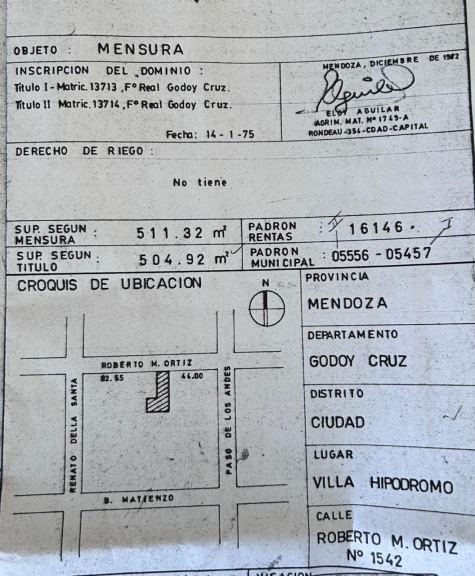 OBJETO : MENSURA
INSCRIPCION DEL DOMINIO :
Titulo I - Matric. 13713 , Fº Real Godoy Cruz.
Titulo II Matric. 13714 , Fº Real Godoy Cruz.
Fecha: 14 - 1 - 75
MENDOZA, DICIEMBRE DE 1982
ELOY AGUILAR
AGRIM. MAT. Nº 1749-A
RONDEAU-354-CDAD-CAPITAL
DERECHO DE RIEGO :
No tiene
SUP. SEGUN MENSURA : 511.32 m²
PADRON RENTAS : II 16146 - I
SUP. SEGUN TITULO : 504.92 m²
PADRON MUNICIPAL : 05556 - 05457
CROQUIS DE UBICACION
N
ROBERTO M. ORTIZ
82.55
44.00
RENATO DELLA SANTA
PASO DE LOS ANDES
B. MATIENZO
PROVINCIA
MENDOZA
DEPARTAMENTO
GODOY CRUZ
DISTRITO
CIUDAD
LUGAR
VILLA HIPODROMO
CALLE
ROBERTO M. ORTIZ
Nº 1542